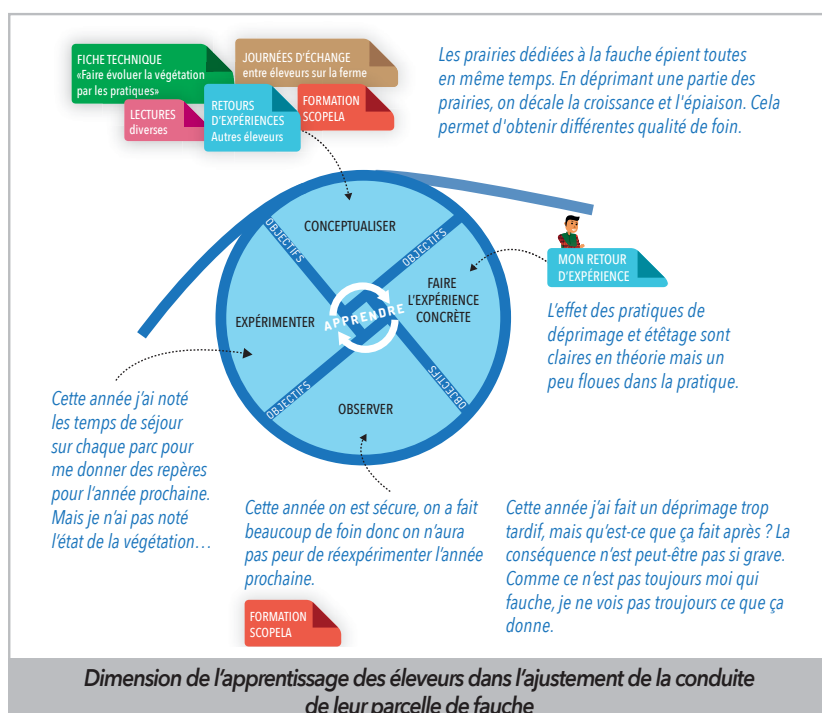 FICHE TECHNIQUE
«Faire évoluer la végétation
par les pratiques»
JOURNÉES D'ÉCHANGE
entre éleveurs sur la ferme
LECTURES
diverses
RETOURS
D'EXPÉRIENCES
Autres éleveurs
FORMATION
SCOPELA
Les prairies dédiées à la fauche épient toutes
en même temps. En déprimant une partie des
prairies, on décale la croissance et l'épiaison. Cela
permet d'obtenir différentes qualité de foin.
CONCEPTUALISER
OBJECTIFS
OBJECTIFS
EXPÉRIMENTER
APPRENDRE
FAIRE
L'EXPÉRIENCE
CONCRÈTE
OBJECTIFS
OBJECTIFS
OBSERVER
MON RETOUR
D'EXPÉRIENCE
L'effet des pratiques de
déprimage et étêtage sont
claires en théorie mais un
peu floues dans la pratique.
Cette année j'ai noté
les temps de séjour
sur chaque parc pour
me donner des repères
pour l'année prochaine.
Mais je n'ai pas noté
l'état de la végétation…
Cette année on est sécure, on a fait
beaucoup de foin donc on n'aura
pas peur de réexpérimenter l'année
prochaine.
FORMATION
SCOPELA
Cette année j'ai fait un déprimage trop
tardif, mais qu'est-ce que ça fait après ? La
conséquence n'est peut-être pas si grave.
Comme ce n'est pas toujours moi qui
fauche, je ne vois pas troujours ce que ça
donne.
Dimension de l'apprentissage des éleveurs dans l'ajustement de la conduite
de leur parcelle de fauche